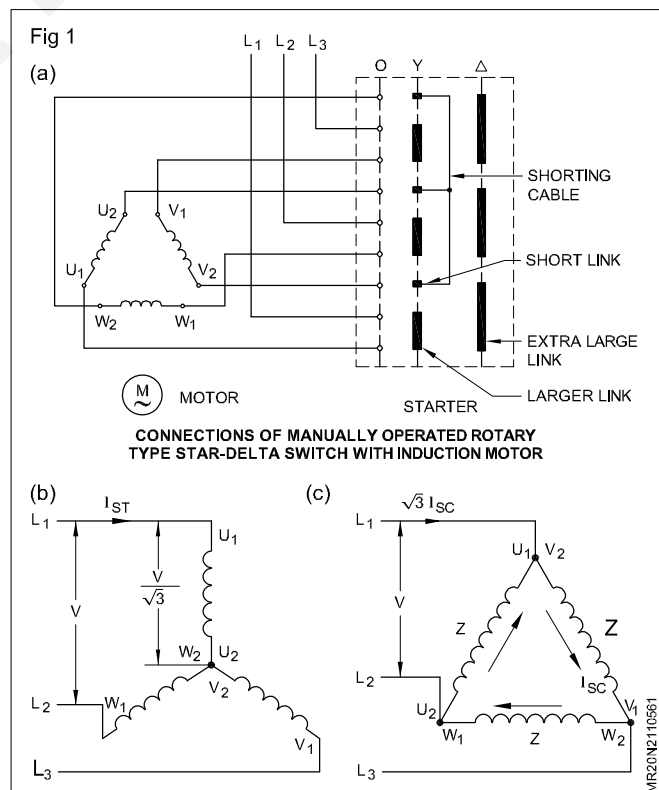 Fig 1
(a)
L1 L2 L3
O Y Δ
SHORTING
CABLE
U2 V1
U1 V2
W2 W1
SHORT LINK
EXTRA LARGE
LINK
M
~
MOTOR
STARTER
LARGER LINK
CONNECTIONS OF MANUALLY OPERATED ROTARY
TYPE STAR-DELTA SWITCH WITH INDUCTION MOTOR
(b)
IST
L1
U1
V
V
√3
W2 U2
V2
L2
W1
V1
L3
(c)
√3 ISC
L1
U1 V2
V
Z Z
ISC
L2
U2 V1
W1 W2
Z
L3
MR20N2110561